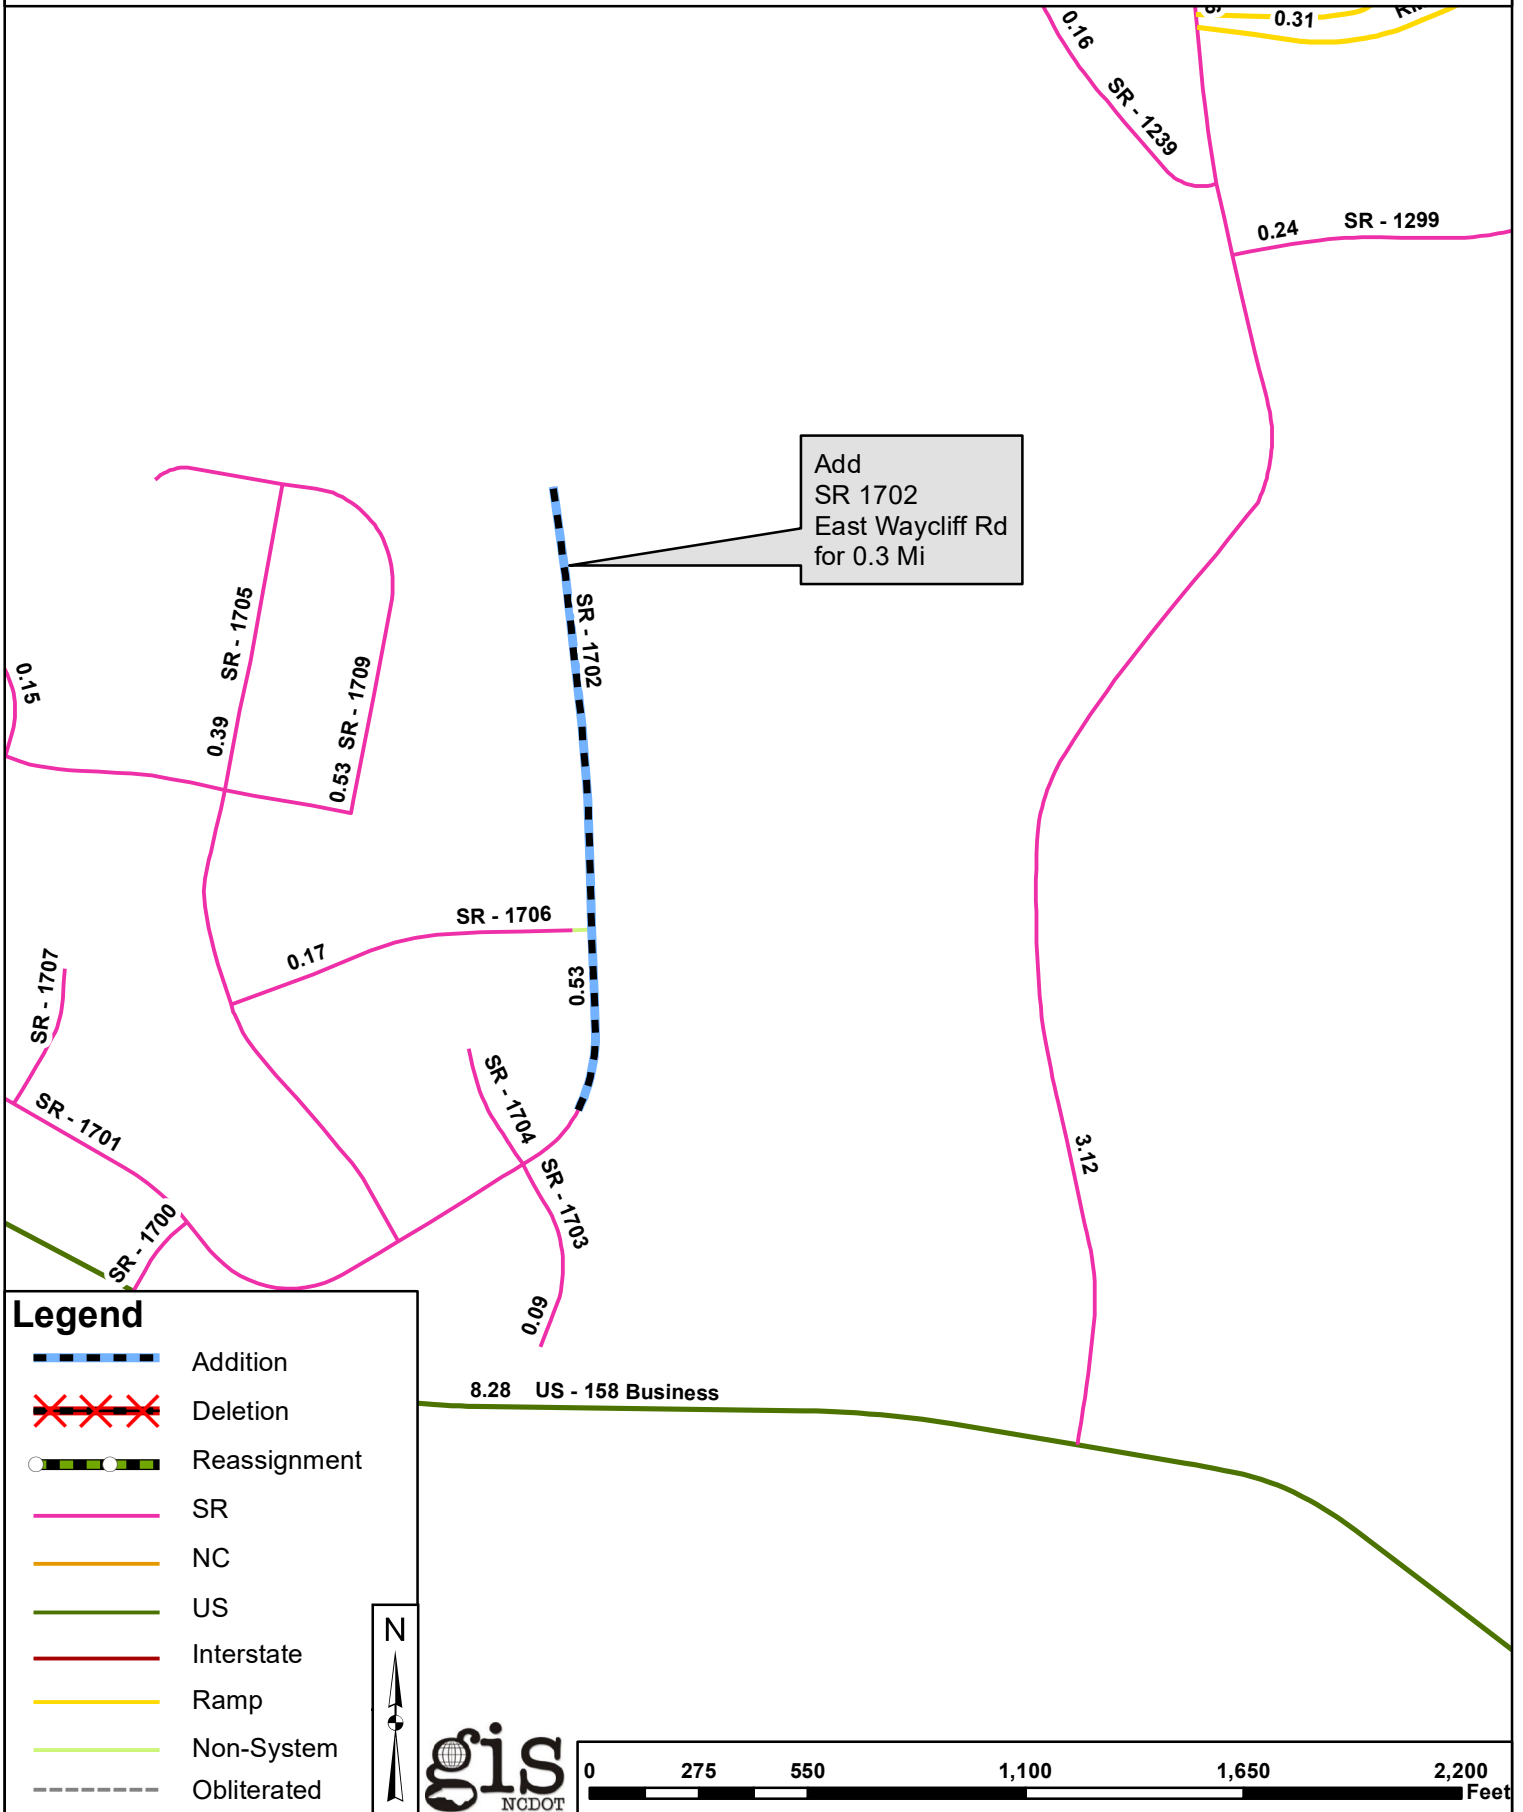 0.31
0.16
SR - 1239
0.24
SR - 1299
Add
SR 1702
East Waycliff Rd
for 0.3 Mi
SR - 1705
SR - 1702
0.15
SR - 1709
0.39
0.53
SR - 1706
0.17
0.53
SR - 1707
SR - 1704
SR - 1701
3.12
SR - 1703
SR - 1700
0.09
8.28 US - 158 Business
Legend
Addition
Deletion
Reassignment
SR
NC
US
Interstate
Ramp
Non-System
Obliterated
N
gis
NCDOT
0 275 550 1,100 1,650 2,200
Feet